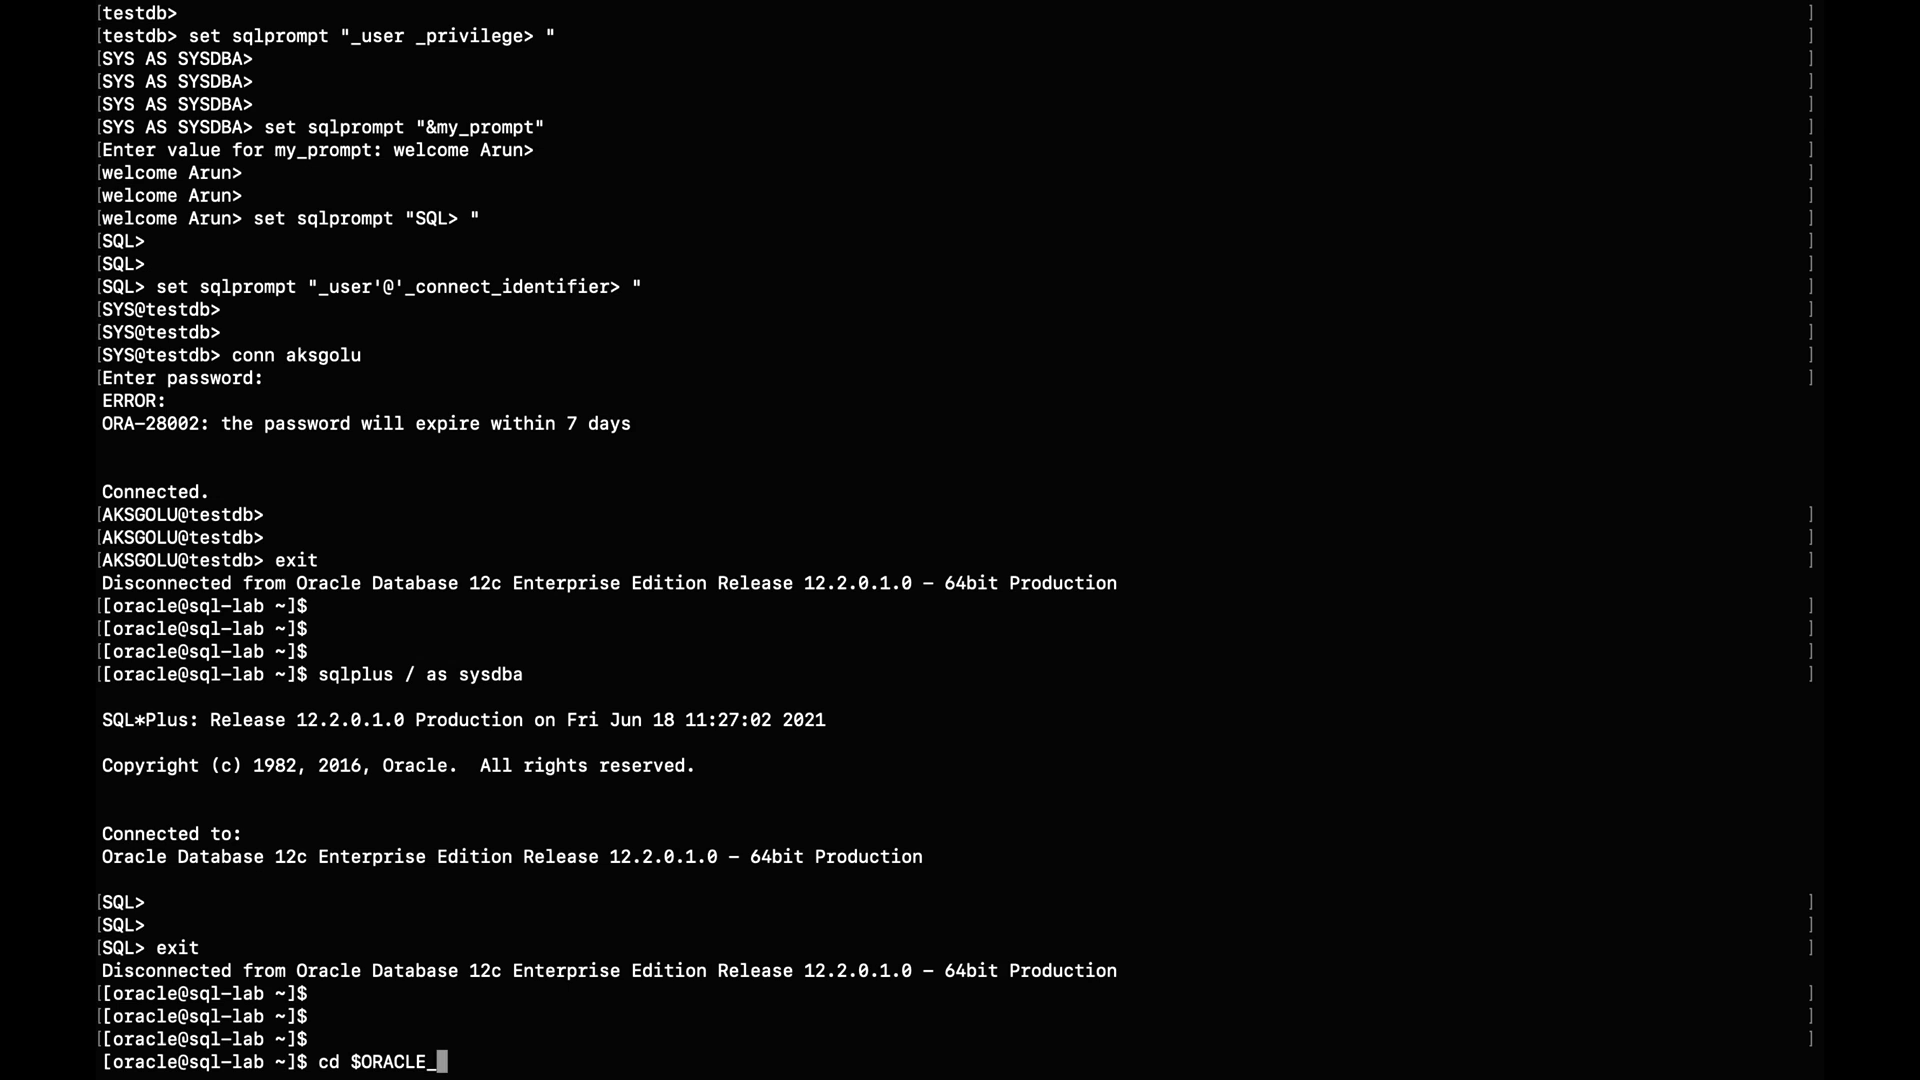 [testdb> ]
[testdb> set sqlprompt "_user _privilege> " ]
[SYS AS SYSDBA> ]
[SYS AS SYSDBA> ]
[SYS AS SYSDBA> ]
[SYS AS SYSDBA> set sqlprompt "&my_prompt" ]
[Enter value for my_prompt: welcome Arun> ]
[welcome Arun> ]
[welcome Arun> ]
[welcome Arun> set sqlprompt "SQL> " ]
[SQL> ]
[SQL> ]
[SQL> set sqlprompt "_user'@'_connect_identifier> " ]
[SYS@testdb> ]
[SYS@testdb> ]
[SYS@testdb> conn aksgolu ]
[Enter password: ]
ERROR:
ORA-28002: the password will expire within 7 days
Connected.
[AKSGOLU@testdb> ]
[AKSGOLU@testdb> ]
[AKSGOLU@testdb> exit ]
Disconnected from Oracle Database 12c Enterprise Edition Release 12.2.0.1.0 - 64bit Production
[[oracle@sql-lab ~]$ ]
[[oracle@sql-lab ~]$ ]
[[oracle@sql-lab ~]$ ]
[[oracle@sql-lab ~]$ sqlplus / as sysdba ]
SQL*Plus: Release 12.2.0.1.0 Production on Fri Jun 18 11:27:02 2021
Copyright (c) 1982, 2016, Oracle.  All rights reserved.
Connected to:
Oracle Database 12c Enterprise Edition Release 12.2.0.1.0 - 64bit Production
[SQL> ]
[SQL> ]
[SQL> exit ]
Disconnected from Oracle Database 12c Enterprise Edition Release 12.2.0.1.0 - 64bit Production
[[oracle@sql-lab ~]$ ]
[[oracle@sql-lab ~]$ ]
[[oracle@sql-lab ~]$ ]
[oracle@sql-lab ~]$ cd $ORACLE_